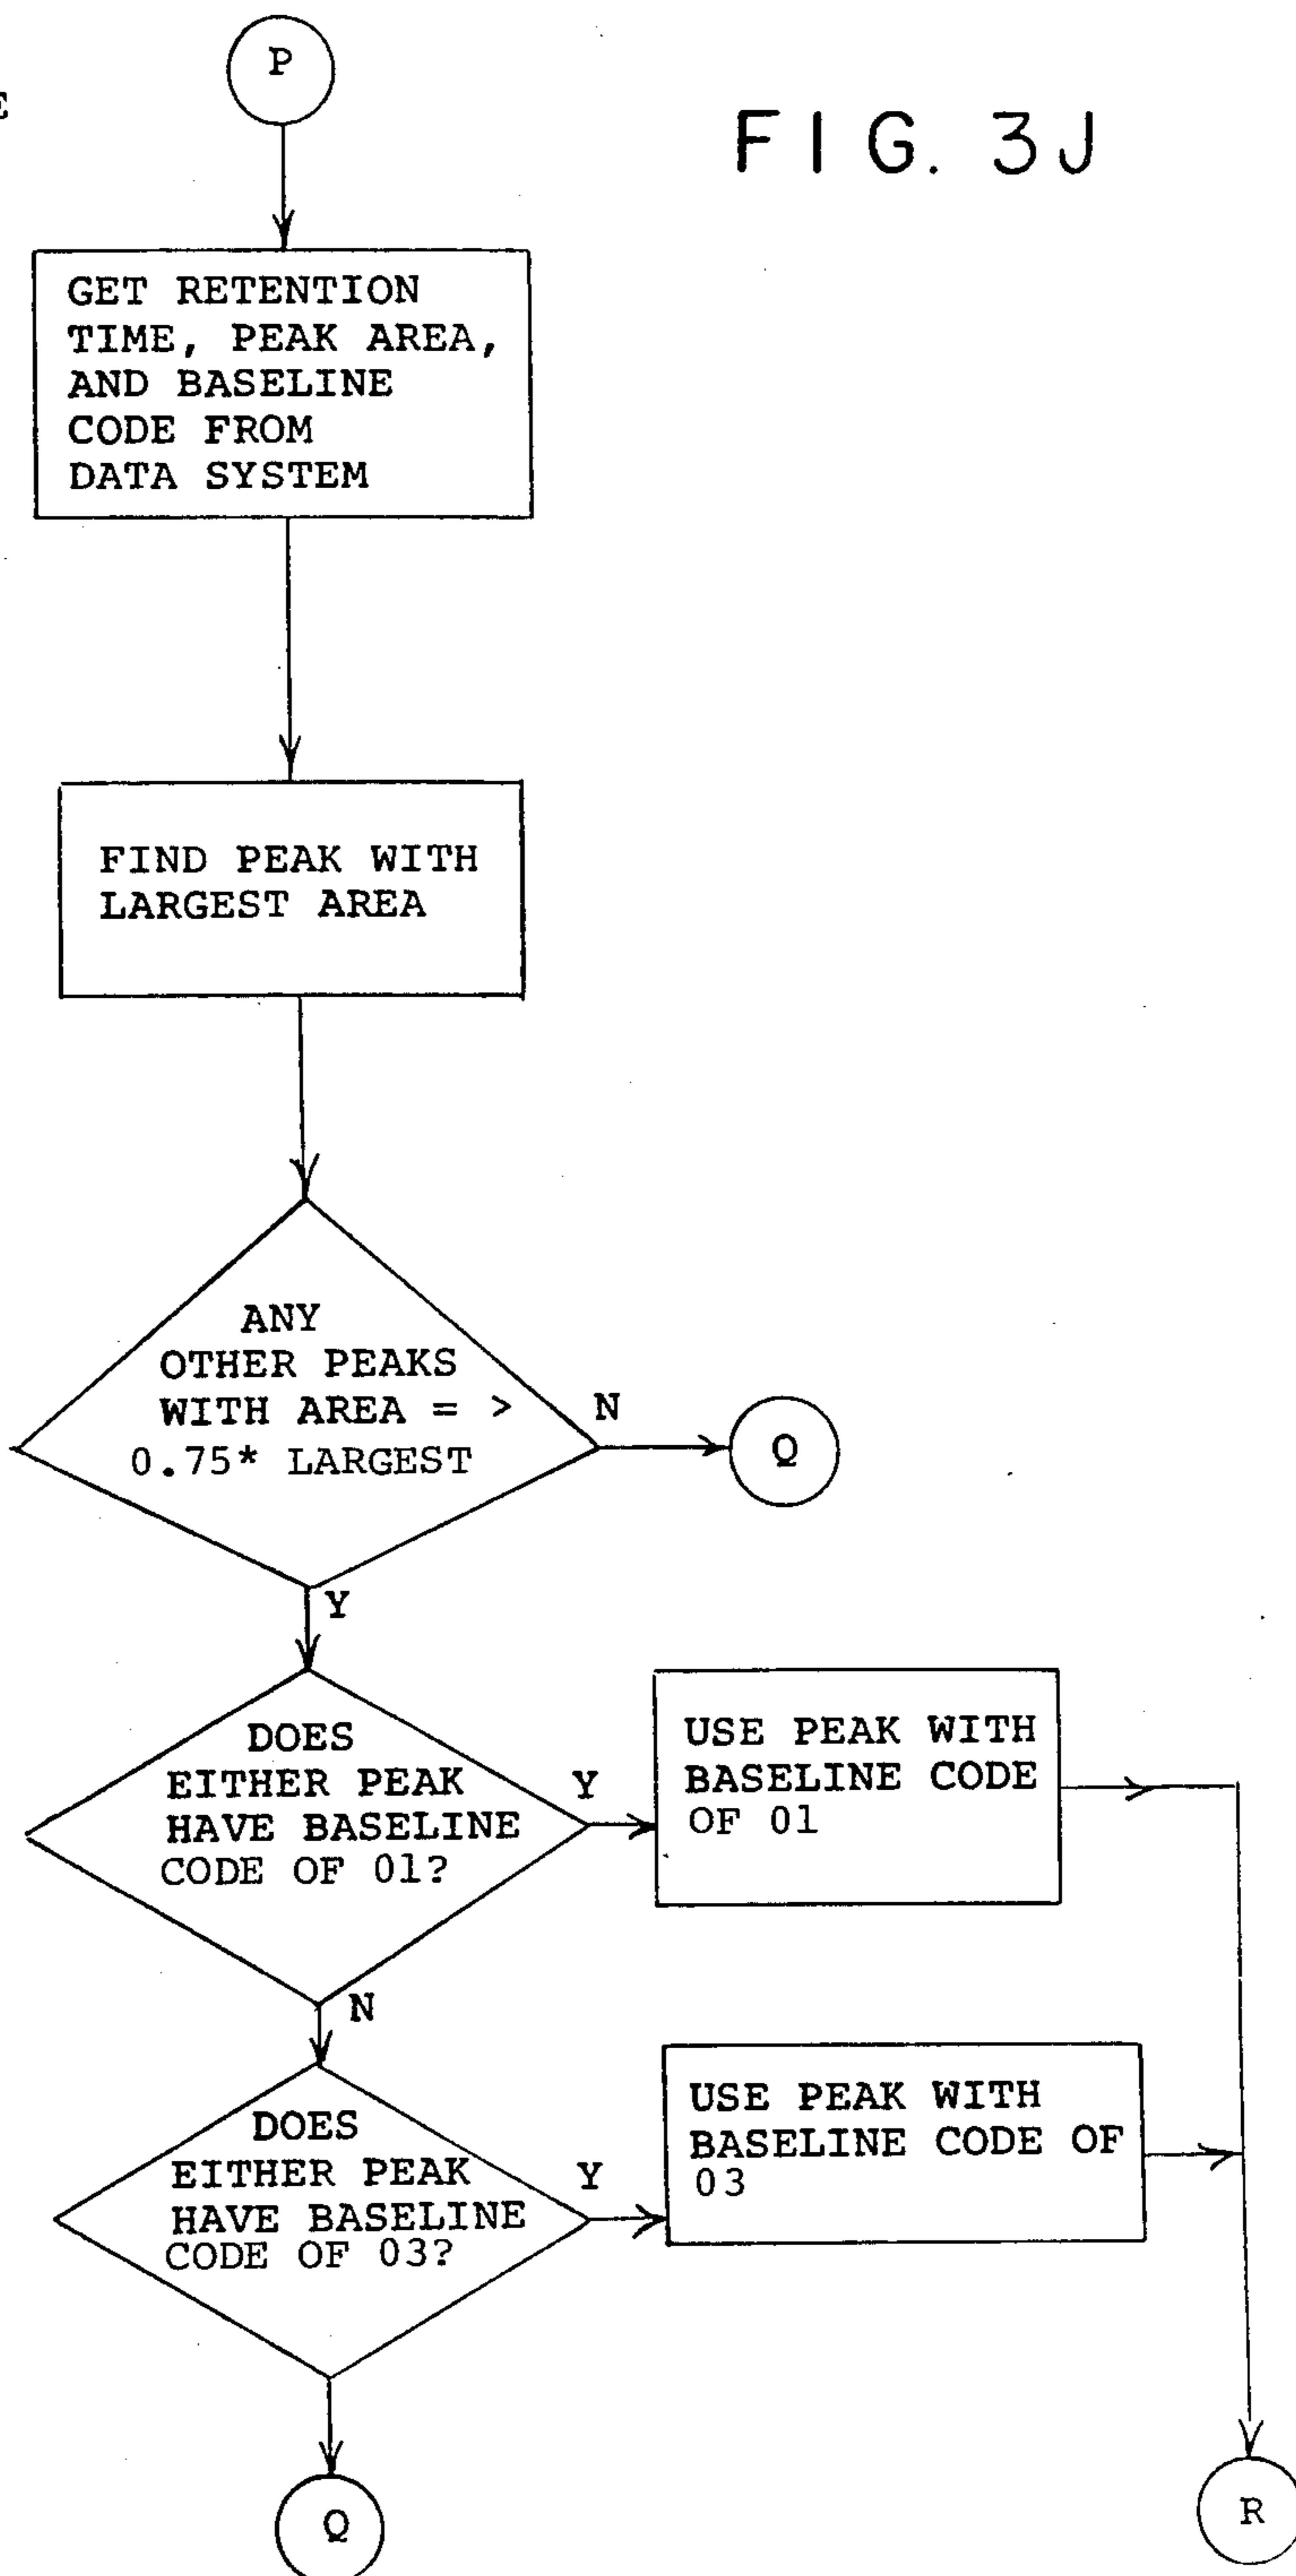 P
E
FIG. 3J
GET RETENTION
TIME, PEAK AREA,
AND BASELINE
CODE FROM
DATA SYSTEM
FIND PEAK WITH
LARGEST AREA
ANY
OTHER PEAKS
WITH AREA = >
0.75* LARGEST
N
Q
Y
DOES
EITHER PEAK
HAVE BASELINE
CODE OF 01?
Y
USE PEAK WITH
BASELINE CODE
OF 01
N
DOES
EITHER PEAK
HAVE BASELINE
CODE OF 03?
Y
USE PEAK WITH
BASELINE CODE OF
03
Q
R